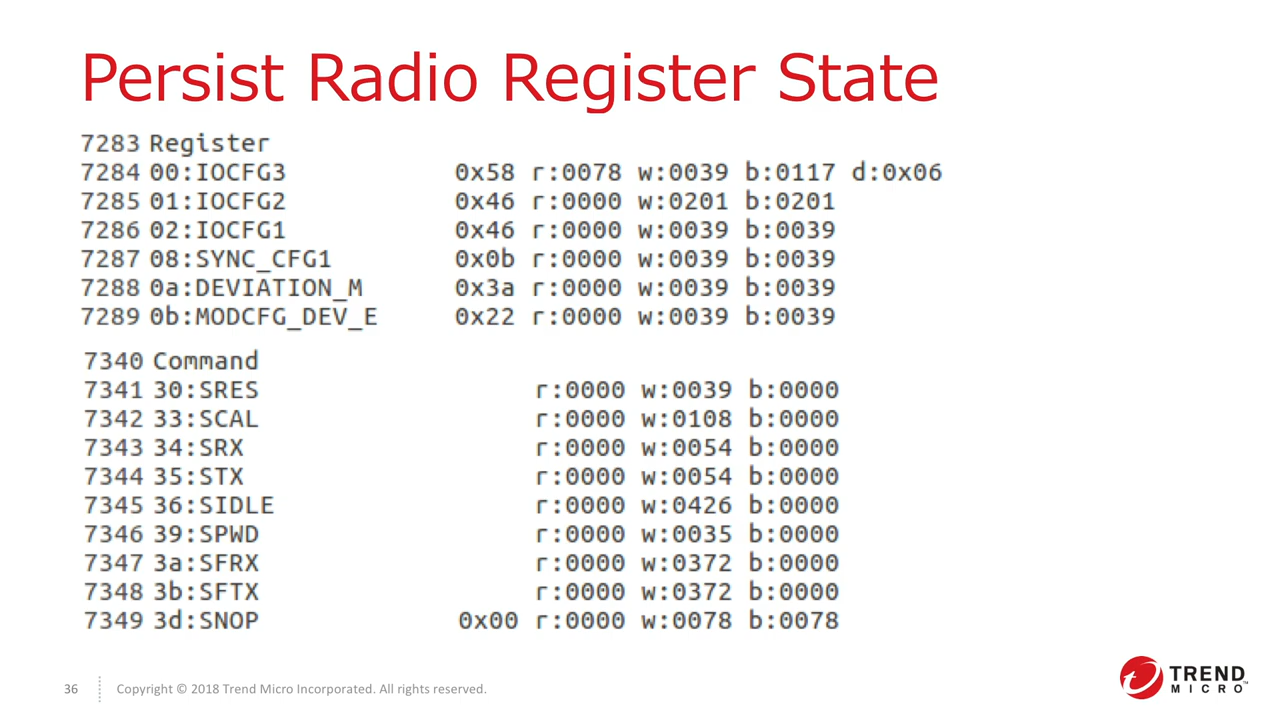 Persist Radio Register State
7283 Register
7284 00:IOCFG3 0x58 r:0078 w:0039 b:0117 d:0x06
7285 01:IOCFG2 0x46 r:0000 w:0201 b:0201
7286 02:IOCFG1 0x46 r:0000 w:0039 b:0039
7287 08:SYNC_CFG1 0x0b r:0000 w:0039 b:0039
7288 0a:DEVIATION_M 0x3a r:0000 w:0039 b:0039
7289 0b:MODCFG_DEV_E 0x22 r:0000 w:0039 b:0039
7340 Command
7341 30:SRES r:0000 w:0039 b:0000
7342 33:SCAL r:0000 w:0108 b:0000
7343 34:SRX r:0000 w:0054 b:0000
7344 35:STX r:0000 w:0054 b:0000
7345 36:SIDLE r:0000 w:0426 b:0000
7346 39:SPWD r:0000 w:0035 b:0000
7347 3a:SFRX r:0000 w:0372 b:0000
7348 3b:SFTX r:0000 w:0372 b:0000
7349 3d:SNOP 0x00 r:0000 w:0078 b:0078
36 Copyright © 2018 Trend Micro Incorporated. All rights reserved.
TREND
MICRO™